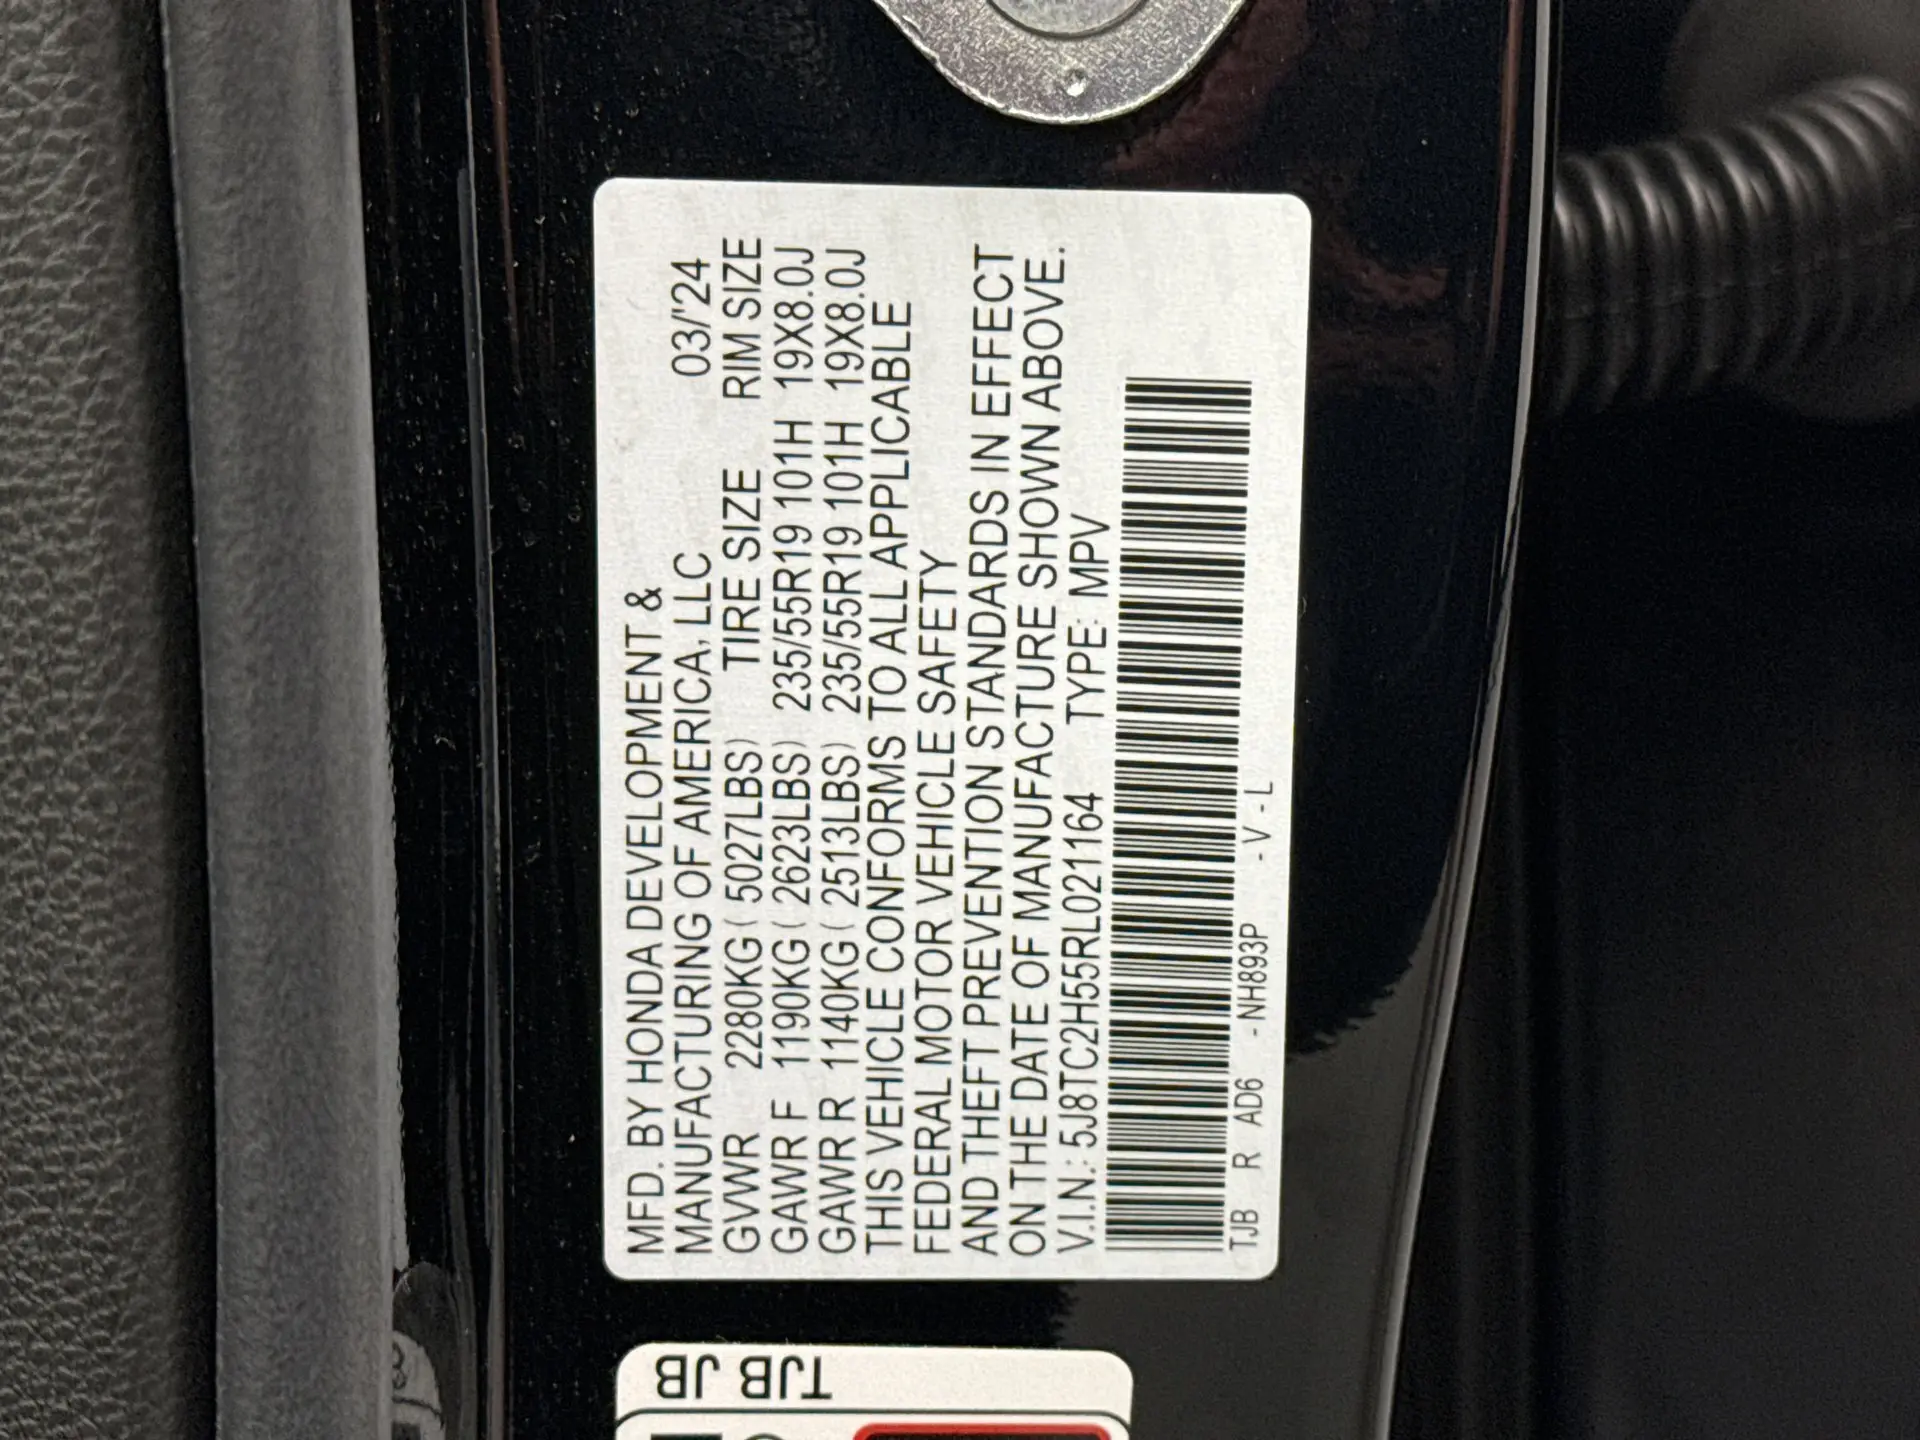 MFD. BY HONDA DEVELOPMENT &
MANUFACTURING OF AMERICA, LLC 03/'24
GVWR 2280KG ( 5027LBS) TIRE SIZE RIM SIZE
GAWR F 1190KG ( 2623LBS) 235/55R19 101H 19X8.0J
GAWR R 1140KG ( 2513LBS) 235/55R19 101H 19X8.0J
THIS VEHICLE CONFORMS TO ALL APPLICABLE
FEDERAL MOTOR VEHICLE SAFETY
AND THEFT PREVENTION STANDARDS IN EFFECT
ON THE DATE OF MANUFACTURE SHOWN ABOVE.
V.I.N.: 5J8TC2H55RL021164 TYPE: MPV
TJB R AD6 - NH893P - V - L
TJB JB